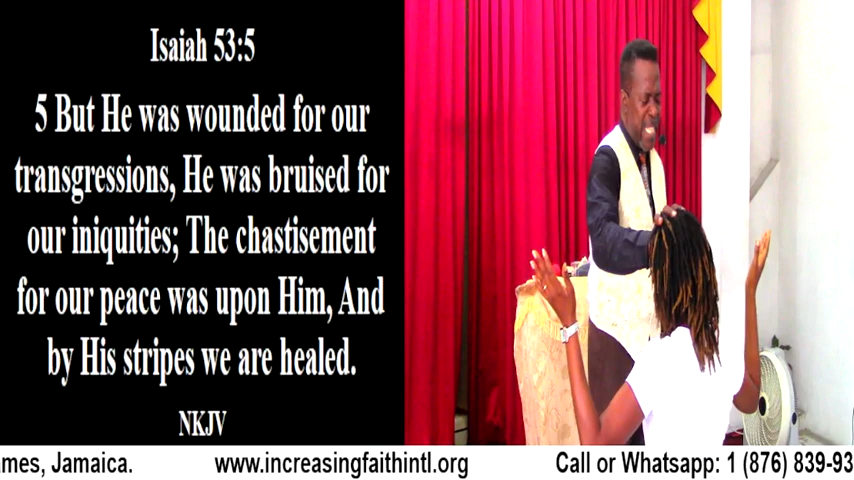 Isaiah 53:5
5 But He was wounded for our
transgressions, He was bruised for
our iniquities; The chastisement
for our peace was upon Him, And
by His stripes we are healed.
NKJV
Jamaica. www.increasingfaithintl.org Call or Whatsapp: 1 (876) 839-93